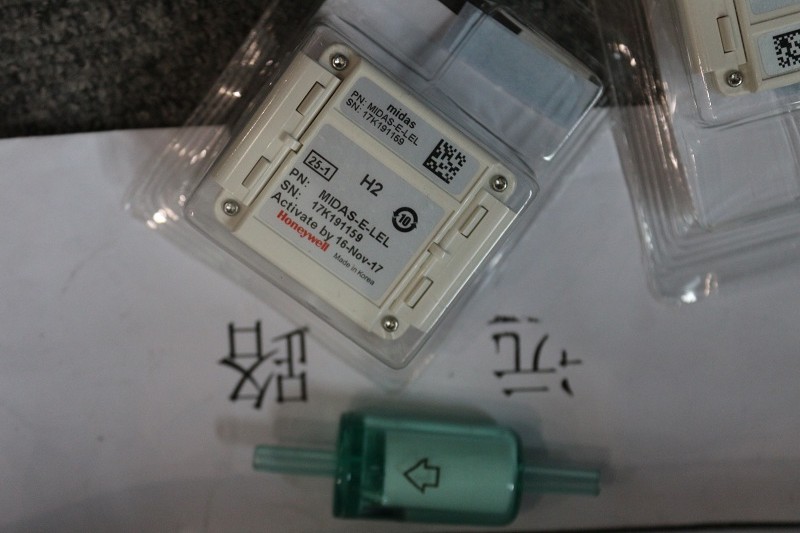 midas
PN: MIDAS-E-LEL
SN: 17K191159
25-1 H2
10
PN: MIDAS-E-LEL
SN: 17K191159
Activate by 16-Nov-17
Honeywell Made in Korea